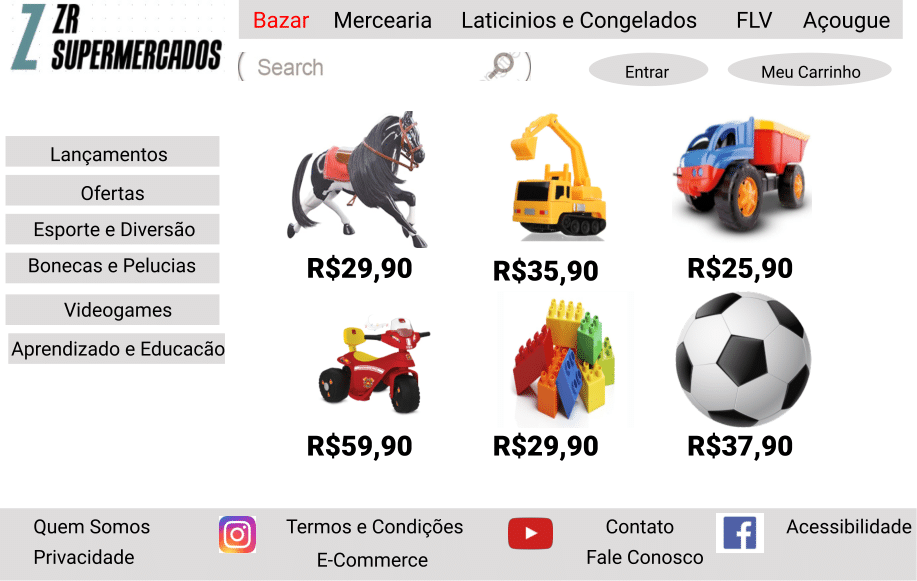 ZR
SUPERMERCADOS
Bazar Mercearia Laticinios e Congelados FLV Açougue
Search
Entrar
Meu Carrinho
Lançamentos
Ofertas
Esporte e Diversão
Bonecas e Pelucias
Videogames
Aprendizado e Educacão
R$29,90
R$35,90
R$25,90
R$59,90
R$29,90
R$37,90
Quem Somos
Privacidade
Termos e Condições
E-Commerce
Contato
Fale Conosco
Acessibilidade